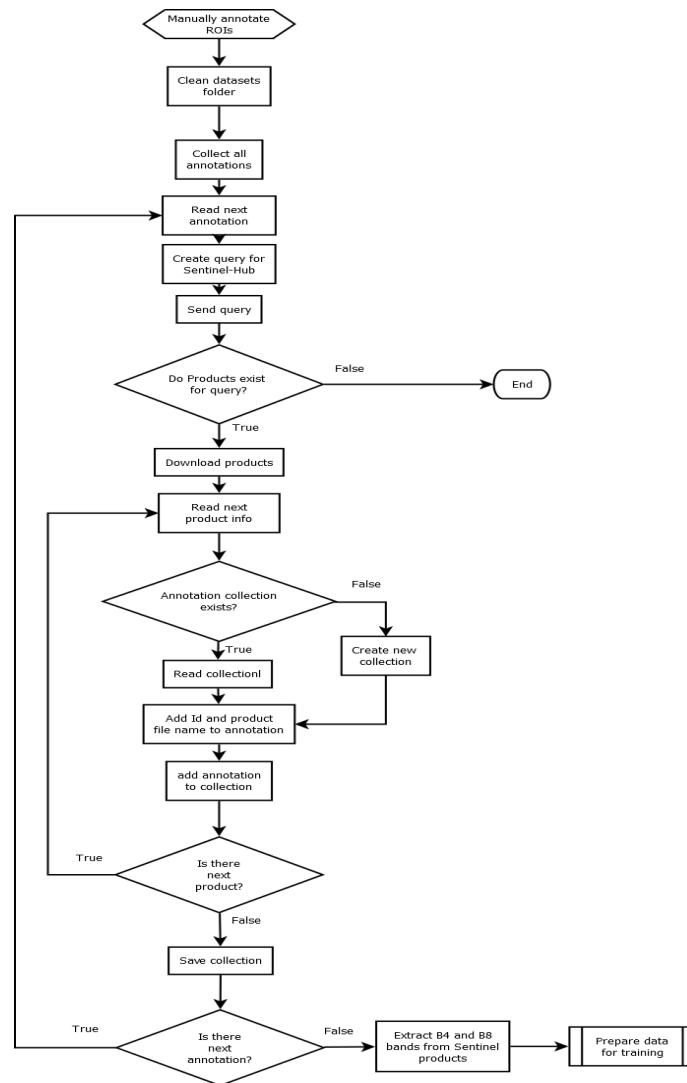 Manually annotate
ROIs
Clean datasets
folder
Collect all
annotations
Read next
annotation
Create query for
Sentinel-Hub
Send query
Do Products exist
for query?
False
End
True
Download products
Read next
product info
Annotation collection
exists?
False
Create new
collection
True
Read collectionl
Add Id and product
file name to annotation
add annotation
to collection
Is there
next
product?
True
False
Save collection
Is there
next
annotation?
True
False
Extract B4 and B8
bands from Sentinel
products
Prepare data
for training